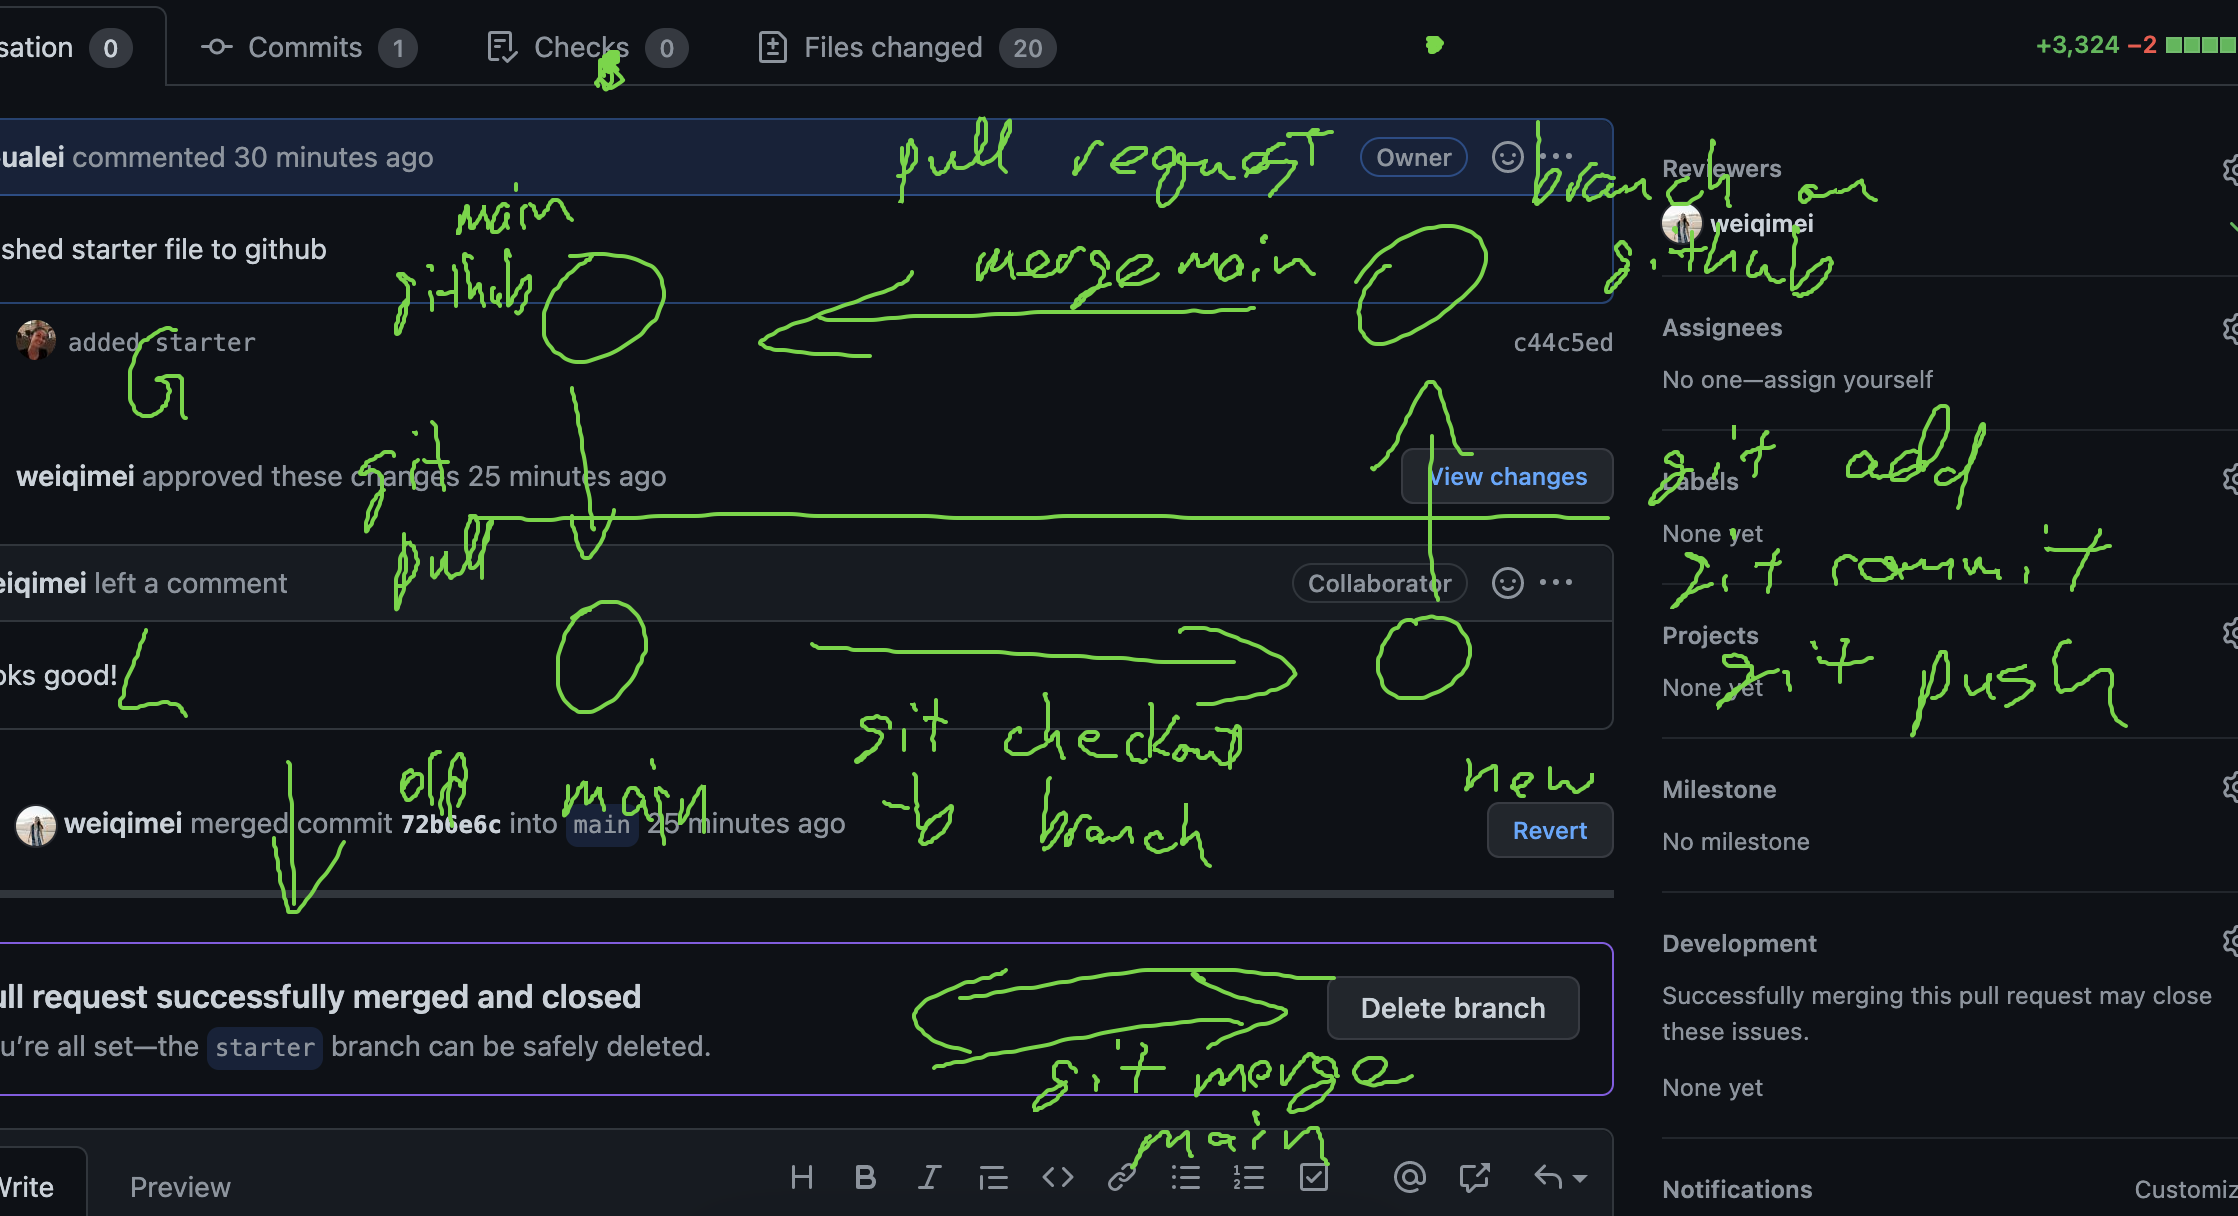 sation 0 Commits 1 Checks 0 Files changed 20 +3,324 −2
ualei commented 30 minutes ago Owner
pull request
branch on
github
Reviewers
weiqimei
main
github
shed starter file to github
merge main
added starter c44c5ed
G
Assignees
No one—assign yourself
git
pull
weiqimei approved these changes 25 minutes ago View changes
git add
Labels
None yet
git commit
eiqimei left a comment Collaborator
oks good!
L
Projects
None yet
git push
git checkout
-b branch
old main
new
weiqimei merged commit 72b6e6c into main 25 minutes ago Revert
Milestone
No milestone
Development
Successfully merging this pull request may close
these issues.
None yet
ull request successfully merged and closed
u’re all set—the starter branch can be safely deleted.
Delete branch
git merge
main
Write Preview
Notifications Customiz